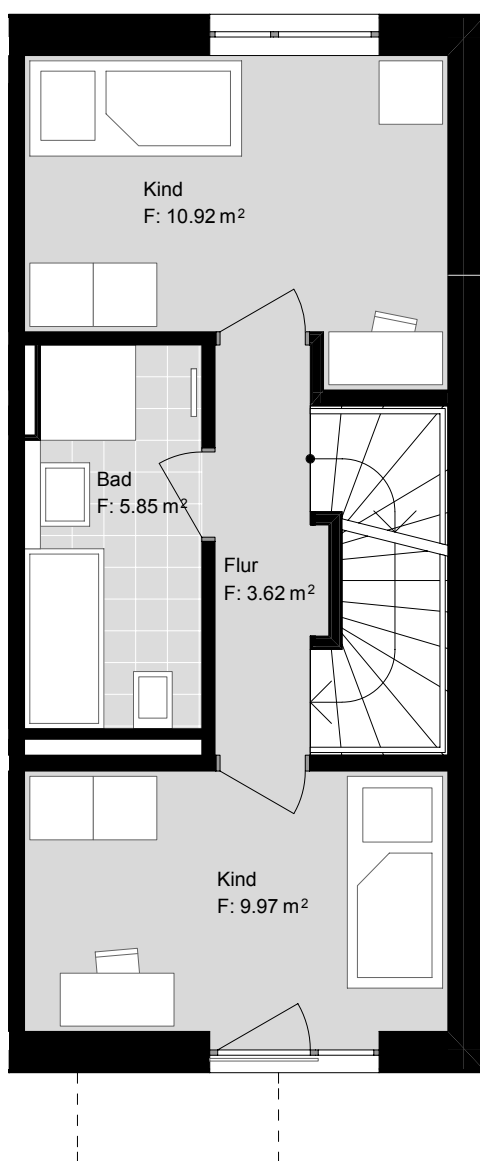 Kind
F: 10.92 m²
Bad
F: 5.85 m²
Flur
F: 3.62 m²
Kind
F: 9.97 m²